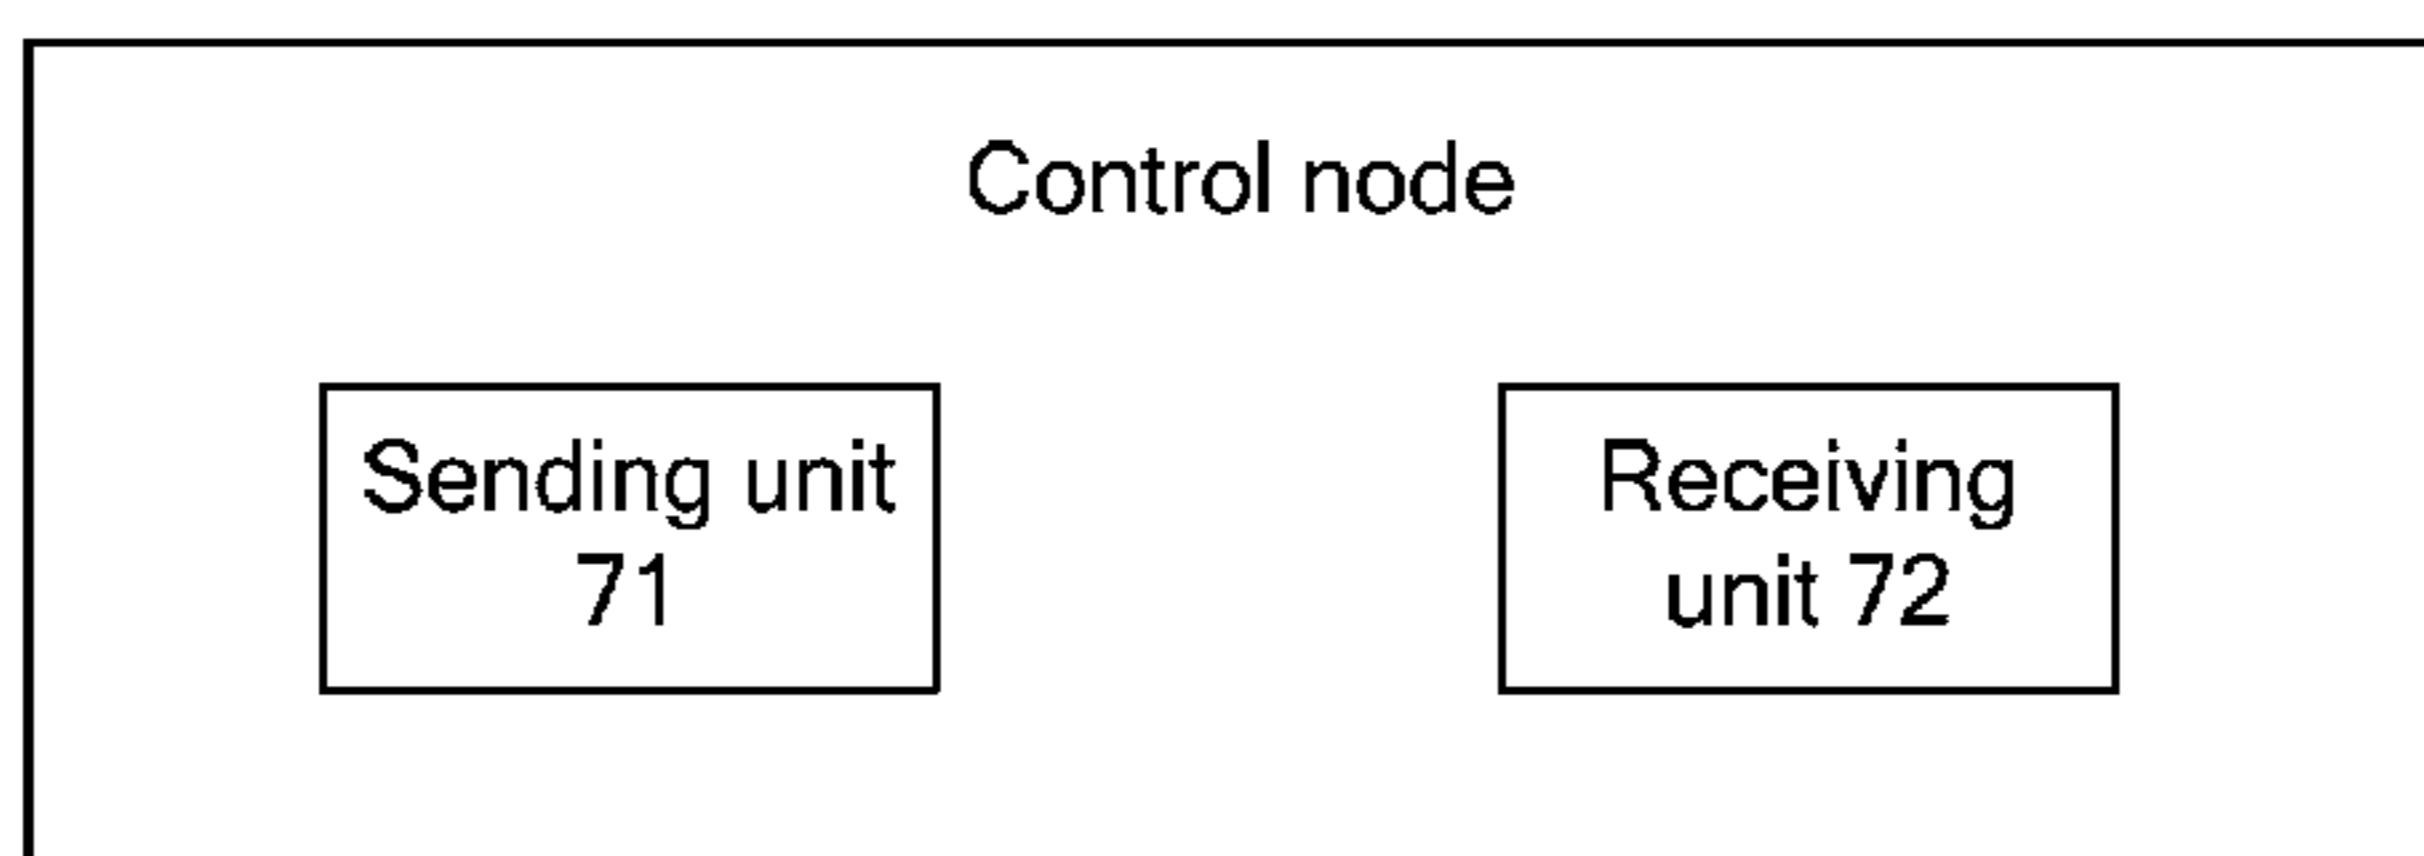 Control node
Sending unit
71
Receiving
unit 72